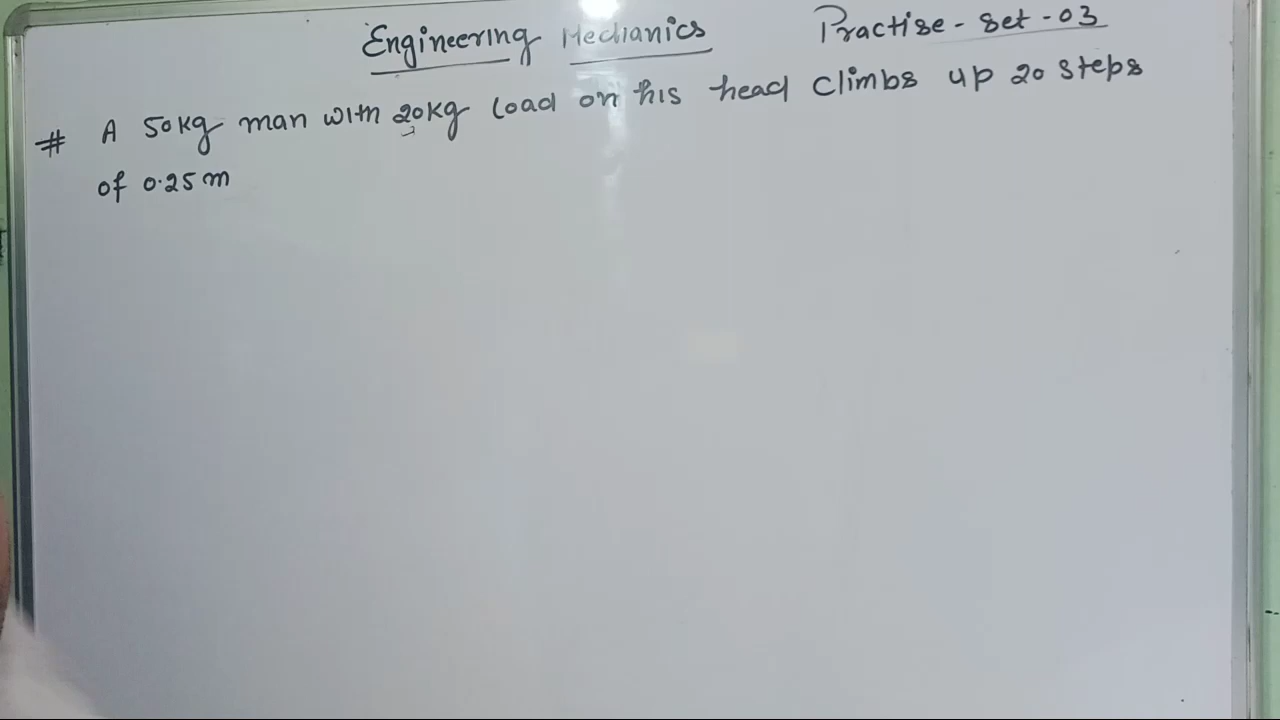 Engineering Mechanics Practise - Set - 03
# A 50kg man with 20kg load on his head climbs up 20 steps
of 0.25m